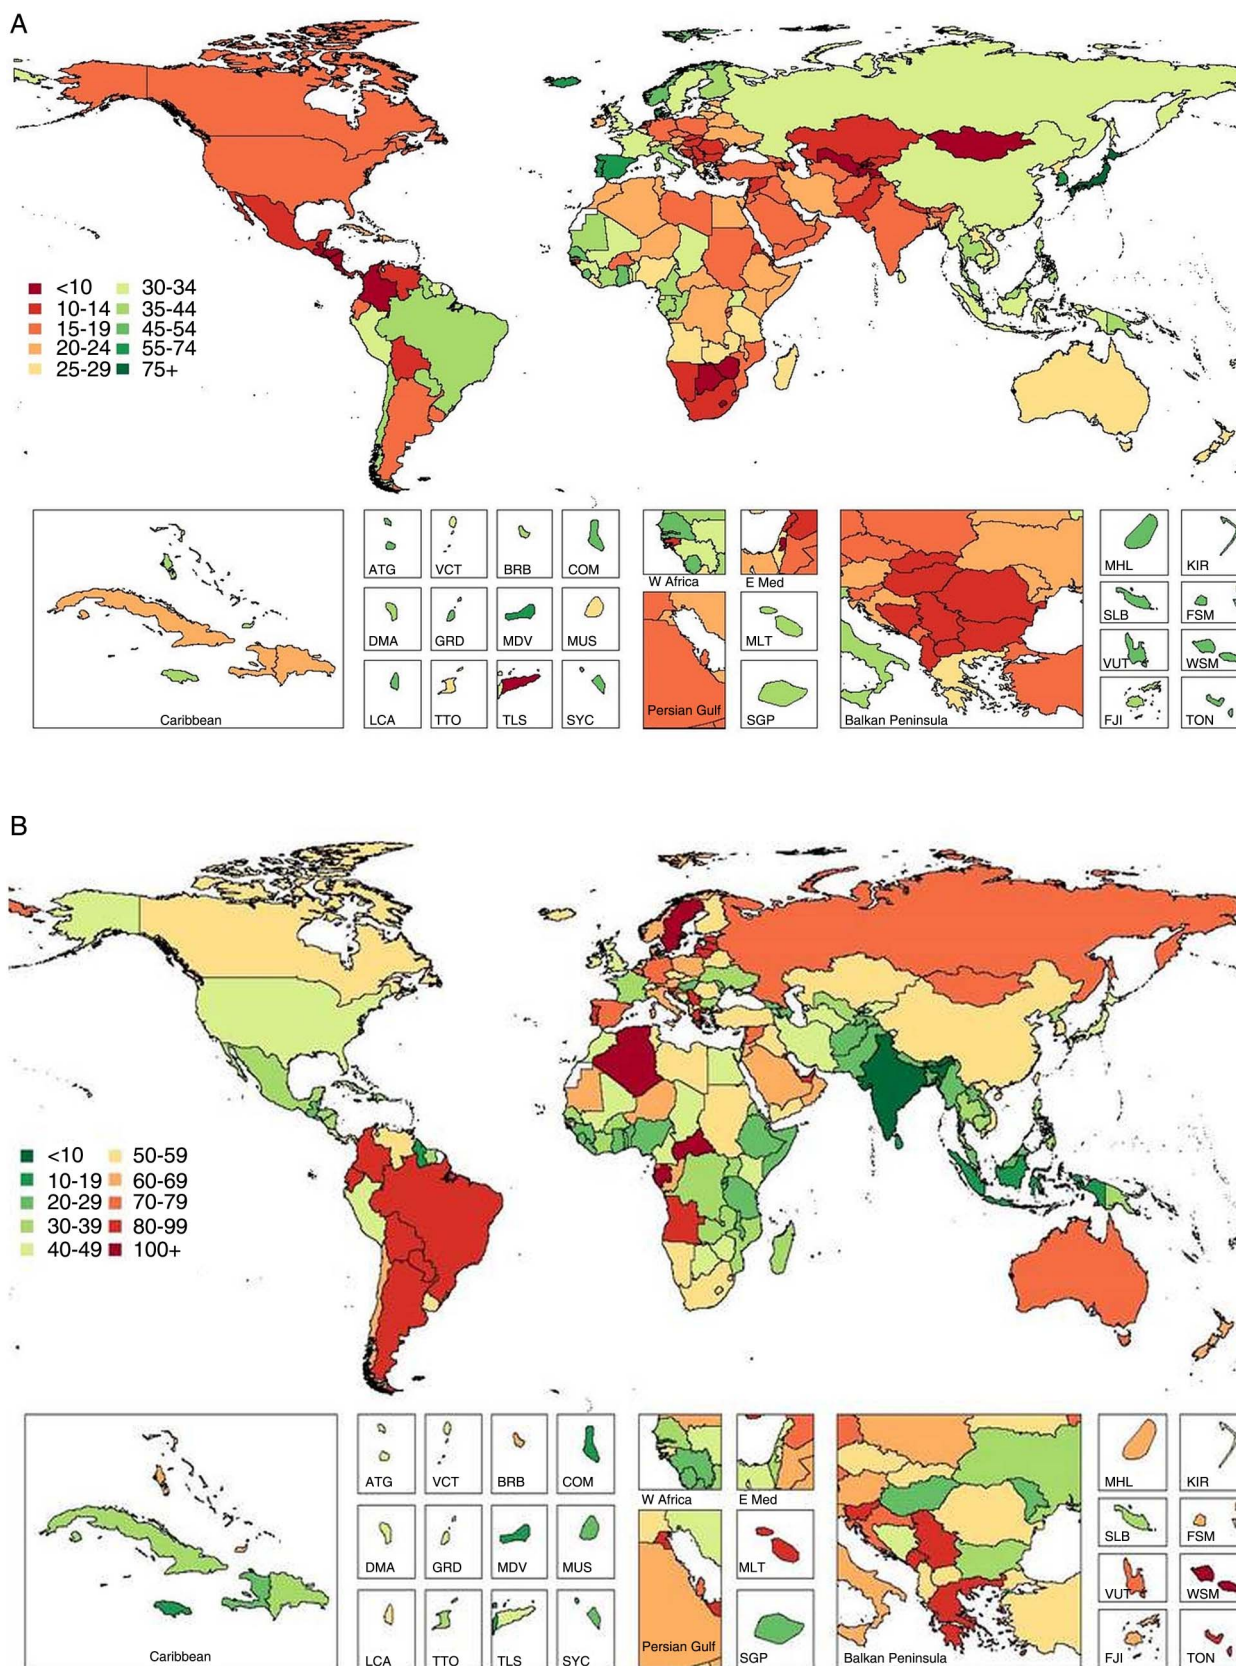 A
<10 30-34
10-14 35-44
15-19 45-54
20-24 55-74
25-29 75+
ATG VCT BRB COM W Africa E Med MHL KIR
DMA GRD MDV MUS MLT SLB FSM
VUT WSM
LCA TTO TLS SYC Persian Gulf SGP FJI TON
Caribbean Balkan Peninsula
B
<10 50-59
10-19 60-69
20-29 70-79
30-39 80-99
40-49 100+
ATG VCT BRB COM W Africa E Med MHL KIR
DMA GRD MDV MUS MLT SLB FSM
VUT WSM
LCA TTO TLS SYC Persian Gulf SGP FJI TON
Caribbean Balkan Peninsula